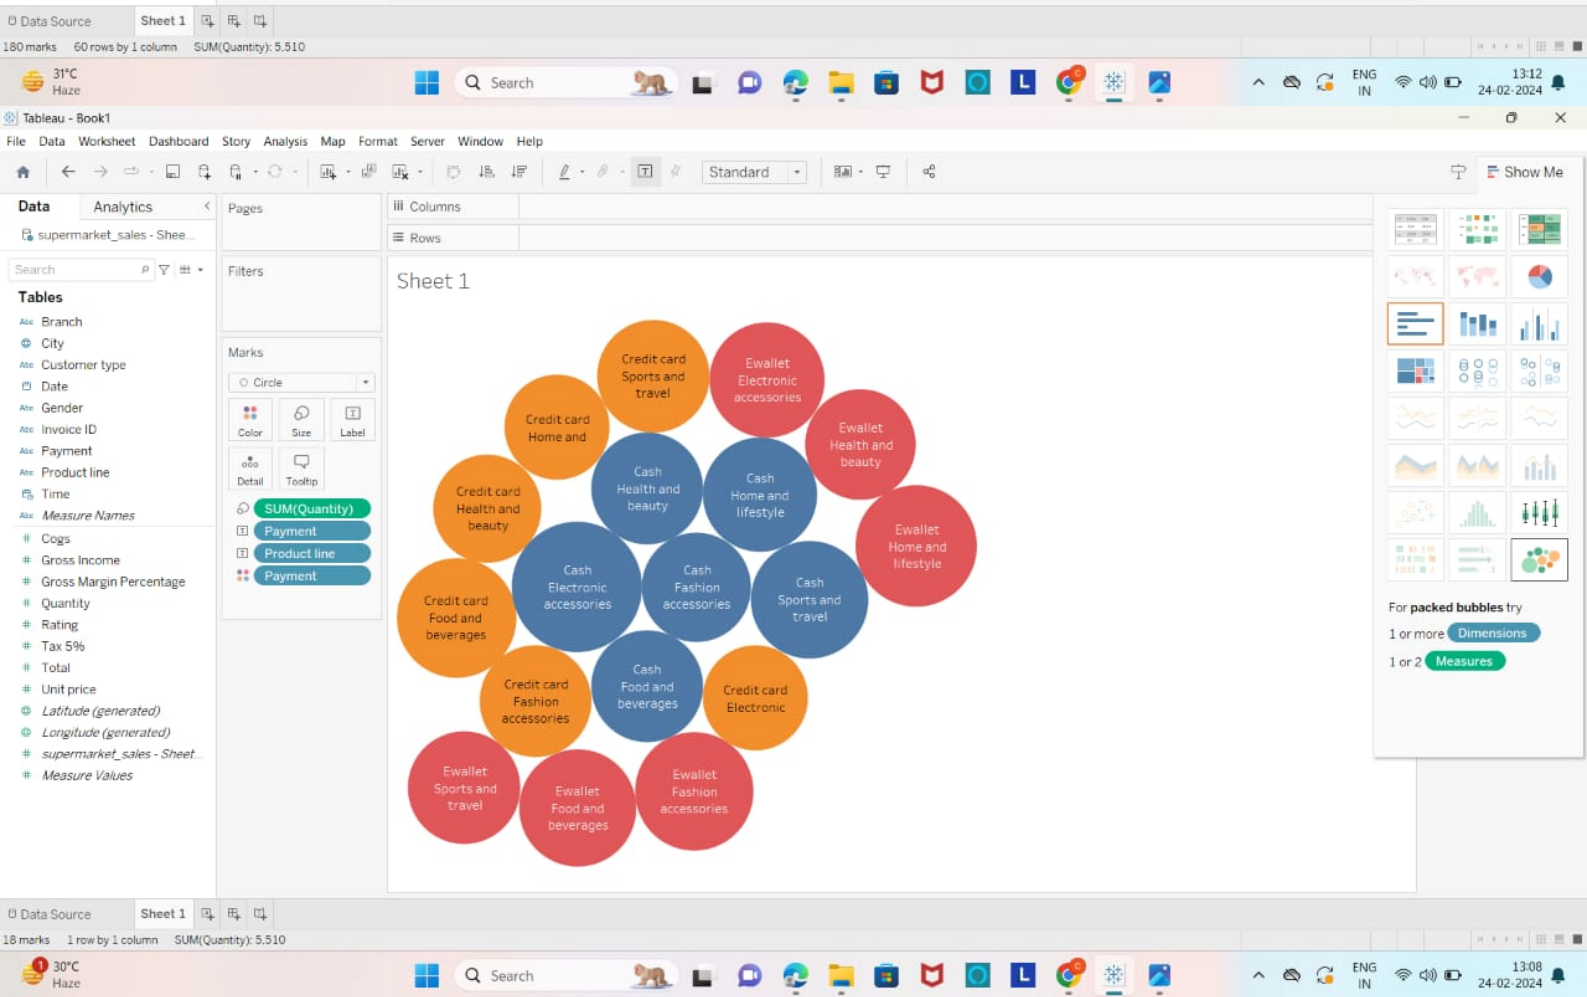 Data Source Sheet 1
180 marks 60 rows by 1 column SUM(Quantity): 5,510
31°C
Haze
Search
ENG
IN
13:12
24-02-2024
Tableau - Book1
File Data Worksheet Dashboard Story Analysis Map Format Server Window Help
Standard
Show Me
Data Analytics
supermarket_sales - Shee...
Search
Tables
Abc Branch
City
Abc Customer type
Date
Abc Gender
Abc Invoice ID
Abc Payment
Abc Product line
Time
Abc Measure Names
# Cogs
# Gross Income
# Gross Margin Percentage
# Quantity
# Rating
# Tax 5%
# Total
# Unit price
Latitude (generated)
Longitude (generated)
# supermarket_sales - Sheet...
# Measure Values
Pages
Filters
Marks
Circle
Color Size Label
Detail Tooltip
SUM(Quantity)
Payment
Product line
Payment
Columns
Rows
Sheet 1
Credit card
Sports and
travel
Ewallet
Electronic
accessories
Credit card
Home and
Ewallet
Health and
beauty
Cash
Health and
beauty
Cash
Home and
lifestyle
Credit card
Health and
beauty
Ewallet
Home and
lifestyle
Cash
Electronic
accessories
Cash
Fashion
accessories
Cash
Sports and
travel
Credit card
Food and
beverages
Credit card
Fashion
accessories
Cash
Food and
beverages
Credit card
Electronic
Ewallet
Sports and
travel
Ewallet
Food and
beverages
Ewallet
Fashion
accessories
For packed bubbles try
1 or more Dimensions
1 or 2 Measures
Data Source Sheet 1
18 marks 1 row by 1 column SUM(Quantity): 5,510
1
30°C
Haze
Search
ENG
IN
13:08
24-02-2024